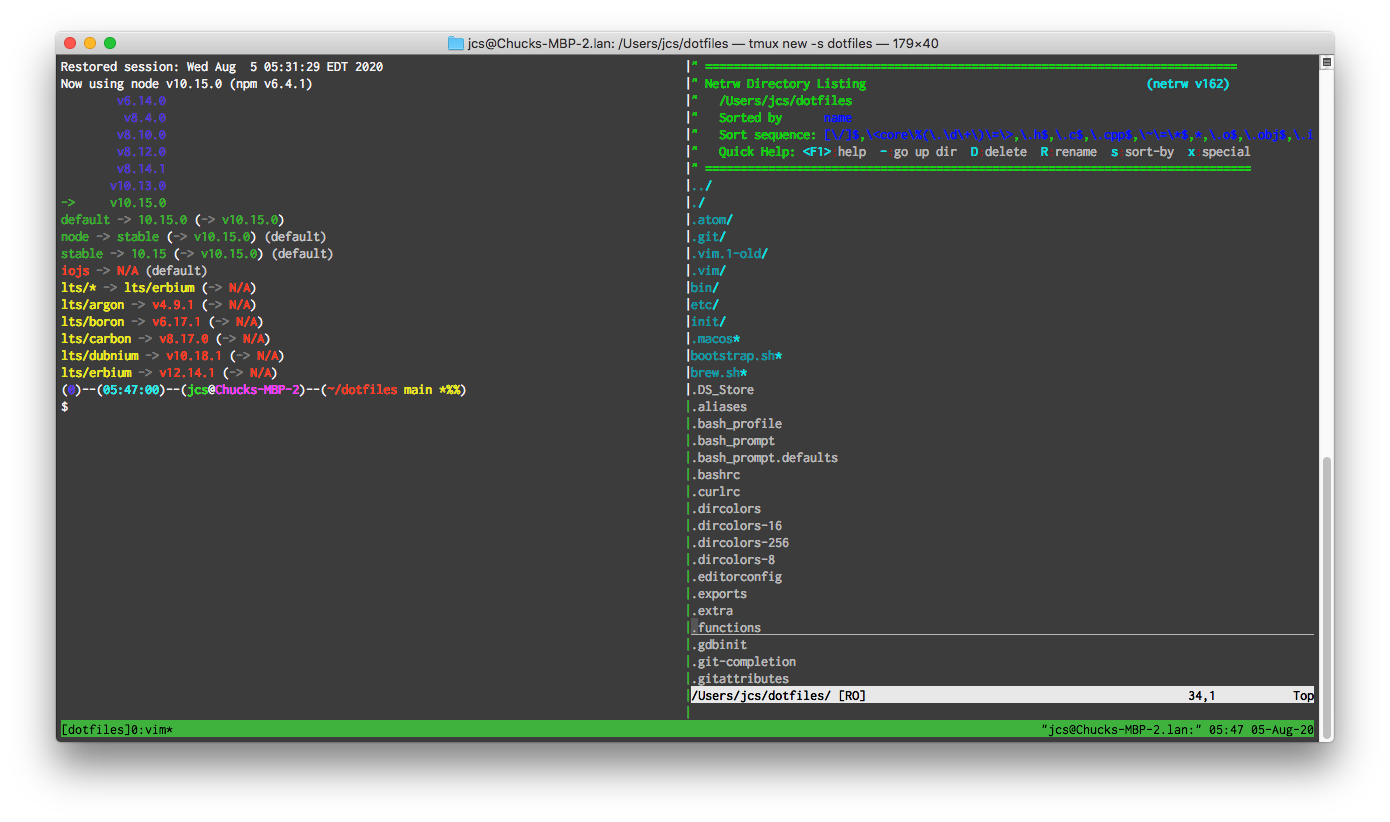 jcs@Chucks-MBP-2.lan: /Users/jcs/dotfiles — tmux new -s dotfiles — 179×40
Restored session: Wed Aug  5 05:31:29 EDT 2020
Now using node v10.15.0 (npm v6.4.1)
v6.14.0
v8.4.0
v8.10.0
v8.12.0
v8.14.1
v10.13.0
->     v10.15.0
default -> 10.15.0 (-> v10.15.0)
node -> stable (-> v10.15.0) (default)
stable -> 10.15 (-> v10.15.0) (default)
iojs -> N/A (default)
lts/* -> lts/erbium (-> N/A)
lts/argon -> v4.9.1 (-> N/A)
lts/boron -> v6.17.1 (-> N/A)
lts/carbon -> v8.17.0 (-> N/A)
lts/dubnium -> v10.18.1 (-> N/A)
lts/erbium -> v12.14.1 (-> N/A)
(0)--(05:47:00)--(jcs@Chucks-MBP-2)--(~/dotfiles main *%%)
$
" ============================================================================
" Netrw Directory Listing                                        (netrw v162)
"   /Users/jcs/dotfiles
"   Sorted by      name
"   Sort sequence: [\/]$,\<core\%(\.\d\+\)\=\>,\.h$,\.c$,\.cpp$,\~\=\*$,*,\.o$,\.obj$,\.i
"   Quick Help: <F1> help  - go up dir  D delete  R rename  s sort-by  x special
" ==============================================================================
../
./
.atom/
.git/
.vim.1-old/
.vim/
bin/
etc/
init/
.macos*
bootstrap.sh*
brew.sh*
.DS_Store
.aliases
.bash_profile
.bash_prompt
.bash_prompt.defaults
.bashrc
.curlrc
.dircolors
.dircolors-16
.dircolors-256
.dircolors-8
.editorconfig
.exports
.extra
.functions
.gdbinit
.git-completion
.gitattributes
/Users/jcs/dotfiles/ [RO]                                              34,1           Top
[dotfiles]0:vim*                                              "jcs@Chucks-MBP-2.lan:" 05:47 05-Aug-20